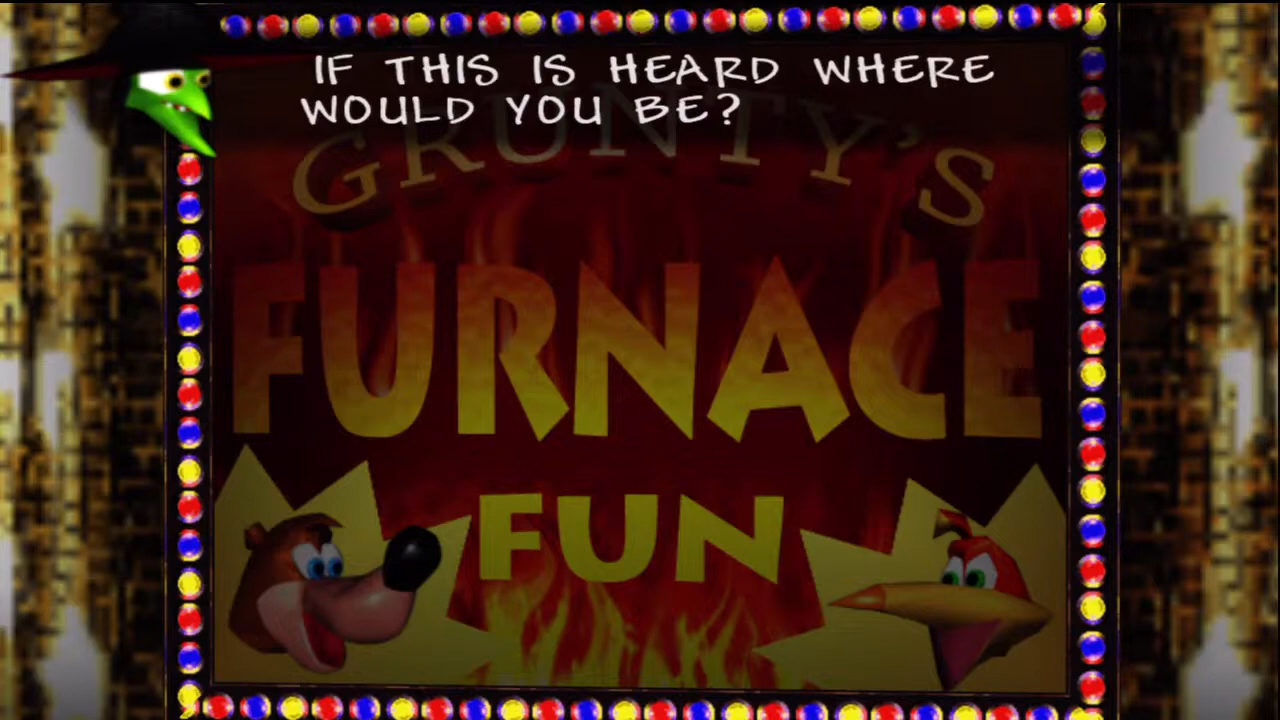 IF THIS IS HEARD WHERE
WOULD YOU BE?
GRUNTY'S
FURNACE
FUN